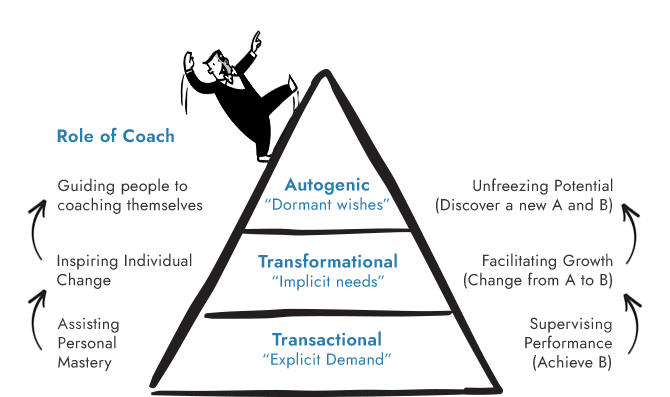 Role of Coach
Autogenic
“Dormant wishes”
Guiding people to
coaching themselves
Unfreezing Potential
(Discover a new A and B)
Transformational
“Implicit needs”
Inspiring Individual
Change
Facilitating Growth
(Change from A to B)
Transactional
“Explicit Demand”
Assisting
Personal
Mastery
Supervising
Performance
(Achieve B)